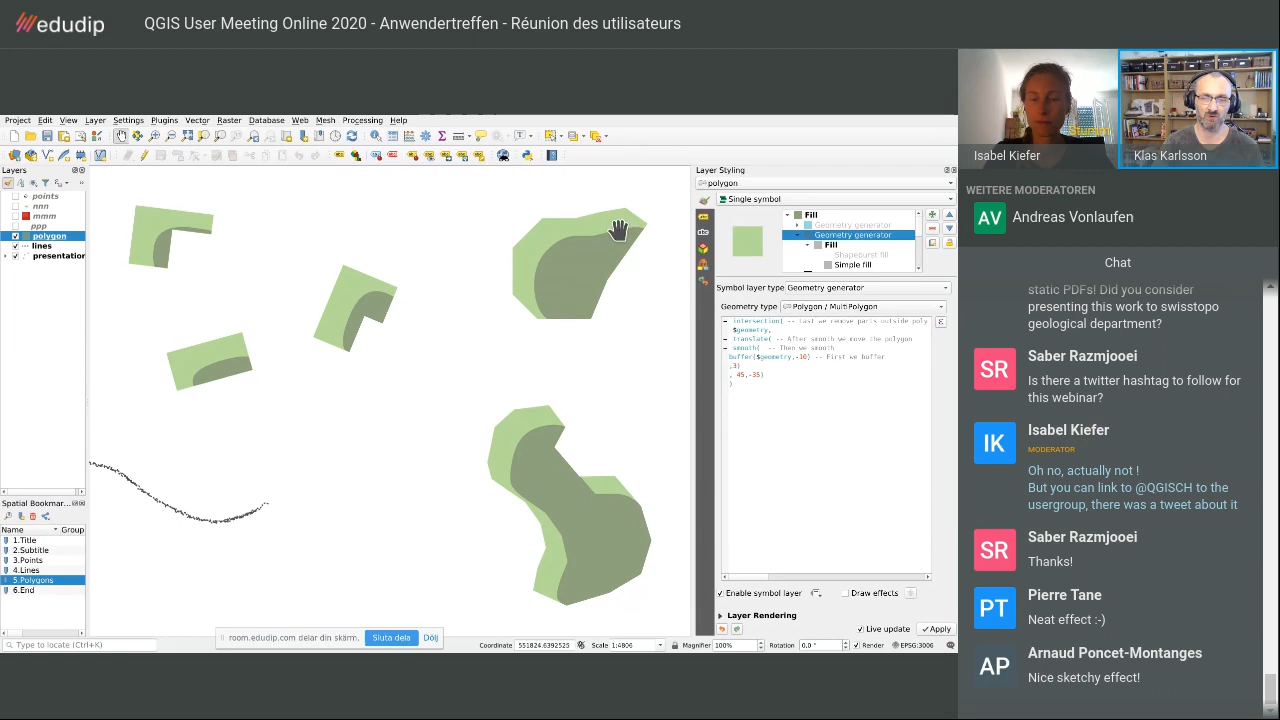 edudip
QGIS User Meeting Online 2020 - Anwendertreffen - Réunion des utilisateurs
Project Edit View Layer Settings Plugins Vector Raster Database Web Mesh Processing Help
Layers
points
nnn
mmm
ppp
polygon
lines
presentation
Spatial Bookmar...
Name Group
1.Title
2.Subtitle
3.Points
4.Lines
5.Polygons
6.End
Type to locate (Ctrl+K)
room.edudip.com delar din skärm.
Sluta dela
Dölj
Layer Styling
polygon
Single symbol
Fill
Geometry generator
Geometry generator
Fill
Shapeburst fill
Simple fill
Symbol layer type Geometry generator
Geometry type Polygon / MultiPolygon
intersection( -- Last we remove parts outside poly
$geometry,
translate( -- After smooth we move the polygon
smooth( -- Then we smooth
buffer($geometry,-10) -- First we buffer
,3)
, 45,-35)
)
ε
Enable symbol layer
Draw effects
Layer Rendering
Live update
Apply
Coordinate 551824.6392525 Scale 1:4806 Magnifier 100% Rotation 0.0 ° Render EPSG:3006
Stumm
Isabel Kiefer
Klas Karlsson
WEITERE MODERATOREN
AV
Andreas Vonlaufen
Chat
static PDFs! Did you consider
presenting this work to swisstopo
geological department?
SR
Saber Razmjooei
Is there a twitter hashtag to follow for
this webinar?
IK
Isabel Kiefer
MODERATOR
Oh no, actually not !
But you can link to @QGISCH to the
usergroup, there was a tweet about it
SR
Saber Razmjooei
Thanks!
PT
Pierre Tane
Neat effect :-)
AP
Arnaud Poncet-Montanges
Nice sketchy effect!